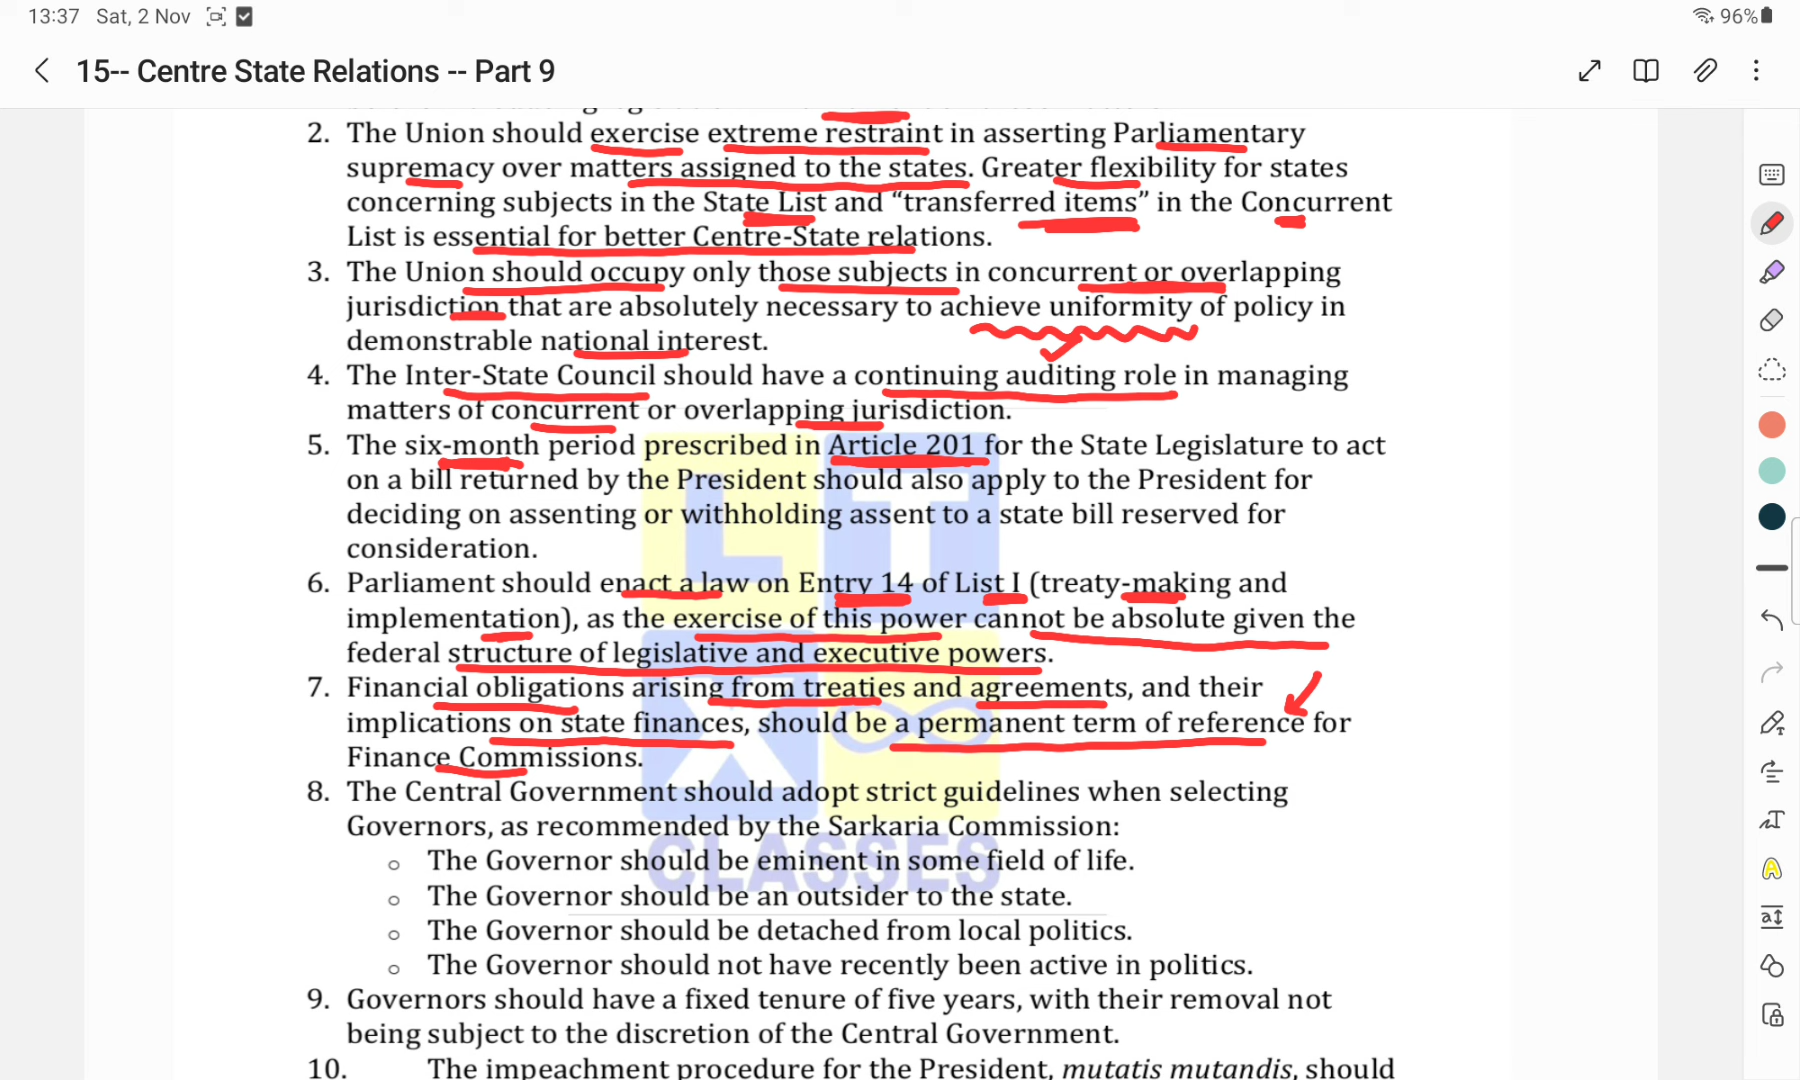 13:37 Sat, 2 Nov 96%
15-- Centre State Relations -- Part 9
2. The Union should exercise extreme restraint in asserting Parliamentary
supremacy over matters assigned to the states. Greater flexibility for states
concerning subjects in the State List and “transferred items” in the Concurrent
List is essential for better Centre-State relations.
3. The Union should occupy only those subjects in concurrent or overlapping
jurisdiction that are absolutely necessary to achieve uniformity of policy in
demonstrable national interest.
4. The Inter-State Council should have a continuing auditing role in managing
matters of concurrent or overlapping jurisdiction.
5. The six-month period prescribed in Article 201 for the State Legislature to act
on a bill returned by the President should also apply to the President for
deciding on assenting or withholding assent to a state bill reserved for
consideration.
6. Parliament should enact a law on Entry 14 of List I (treaty-making and
implementation), as the exercise of this power cannot be absolute given the
federal structure of legislative and executive powers.
7. Financial obligations arising from treaties and agreements, and their
implications on state finances, should be a permanent term of reference for
Finance Commissions.
8. The Central Government should adopt strict guidelines when selecting
Governors, as recommended by the Sarkaria Commission:
o The Governor should be eminent in some field of life.
o The Governor should be an outsider to the state.
o The Governor should be detached from local politics.
o The Governor should not have recently been active in politics.
9. Governors should have a fixed tenure of five years, with their removal not
being subject to the discretion of the Central Government.
10. The impeachment procedure for the President, mutatis mutandis, should
CLASSES